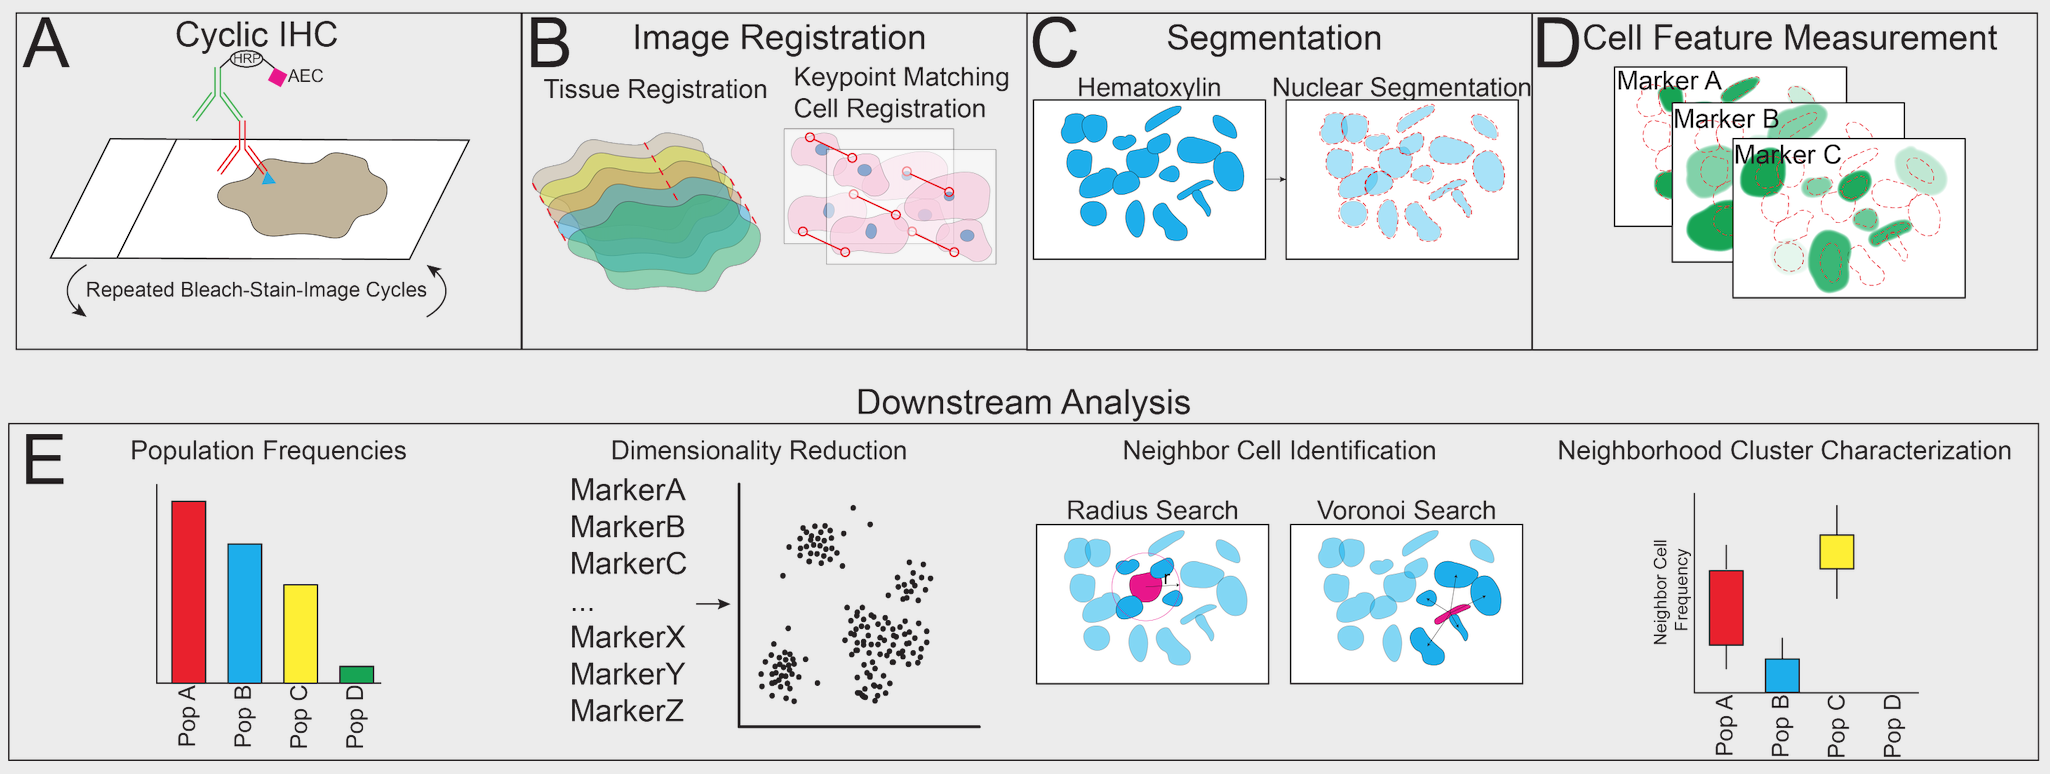 A
Cyclic IHC
HRP
AEC
Repeated Bleach-Stain-Image Cycles
B
Image Registration
Tissue Registration
Keypoint Matching
Cell Registration
C
Segmentation
Hematoxylin
Nuclear Segmentation
D
Cell Feature Measurement
Marker A
Marker B
Marker C
Downstream Analysis
E
Population Frequencies
Pop A
Pop B
Pop C
Pop D
Dimensionality Reduction
MarkerA
MarkerB
MarkerC
...
MarkerX
MarkerY
MarkerZ
Neighbor Cell Identification
Radius Search
r
Voronoi Search
Neighborhood Cluster Characterization
Neighbor Cell
Frequency
Pop A
Pop B
Pop C
Pop D